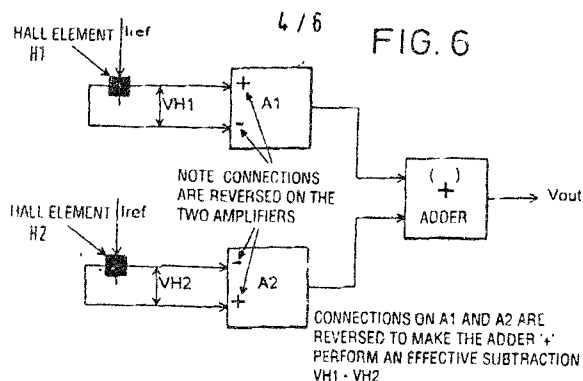 4/6
FIG. 6
HALL ELEMENT
H1
Iref
VH1
+
-
A1
NOTE CONNECTIONS
ARE REVERSED ON THE
TWO AMPLIFIERS
( )
+
ADDER
Vout
HALL ELEMENT
H2
Iref
VH2
-
+
A2
CONNECTIONS ON A1 AND A2 ARE
REVERSED TO MAKE THE ADDER '+'
PERFORM AN EFFECTIVE SUBTRACTION
VH1 - VH2